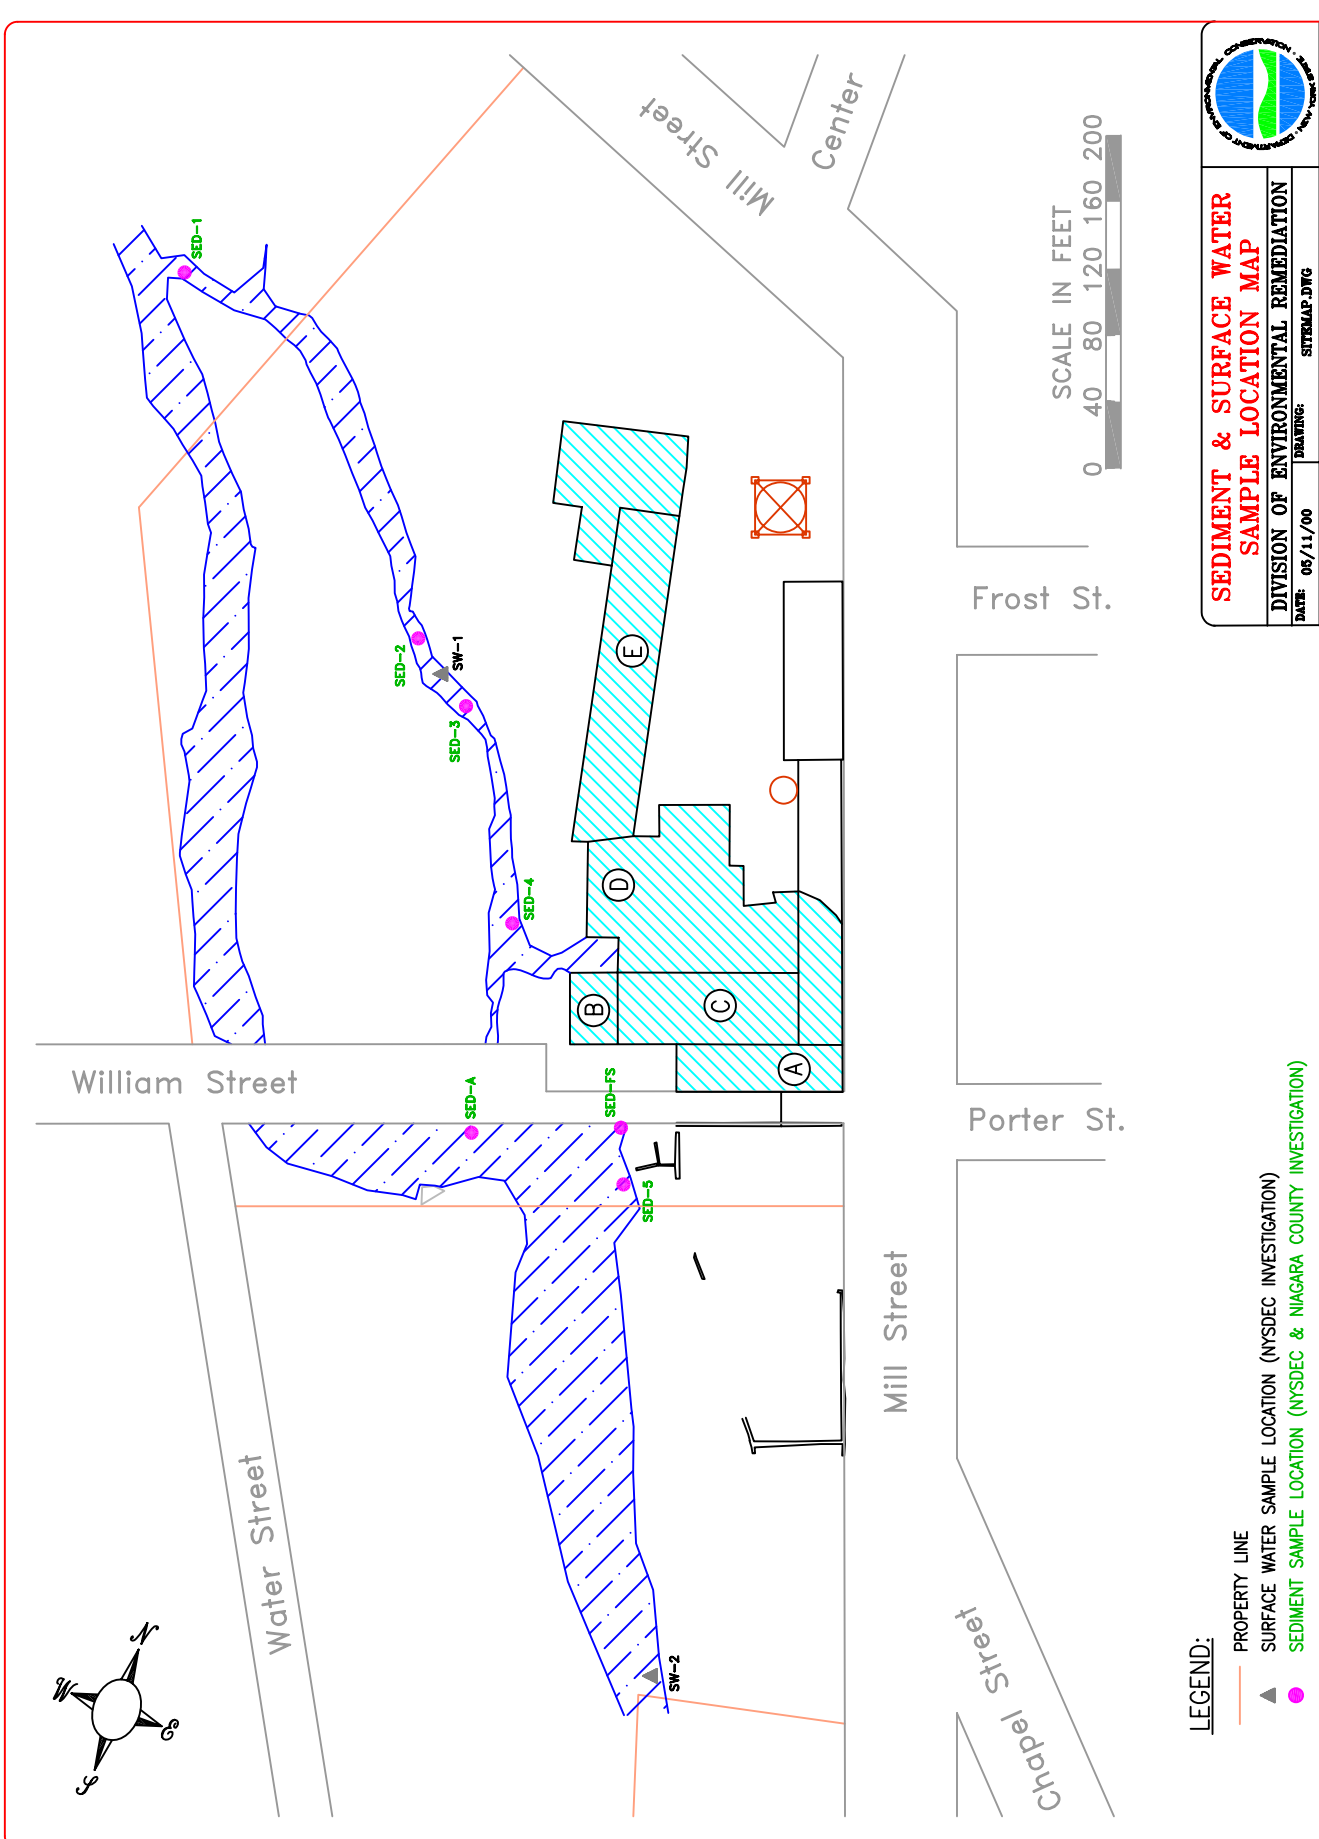 SEDIMENT & SURFACE WATER
SAMPLE LOCATION MAP
DIVISION OF ENVIRONMENTAL REMEDIATION
DATE: 05/11/00
DRAWING: SITEMAP.DWG
Mill Street
Center
SCALE IN FEET
0 40 80 120 160 200
SED-1
SED-2
SW-1
SED-3
SED-4
E
D
B
C
A
Frost St.
William Street
Porter St.
SED-A
SED-FS
SED-5
Mill Street
Water Street
SW-2
Chapel Street
N
W
E
S
LEGEND:
PROPERTY LINE
SURFACE WATER SAMPLE LOCATION (NYSDEC INVESTIGATION)
SEDIMENT SAMPLE LOCATION (NYSDEC & NIAGARA COUNTY INVESTIGATION)